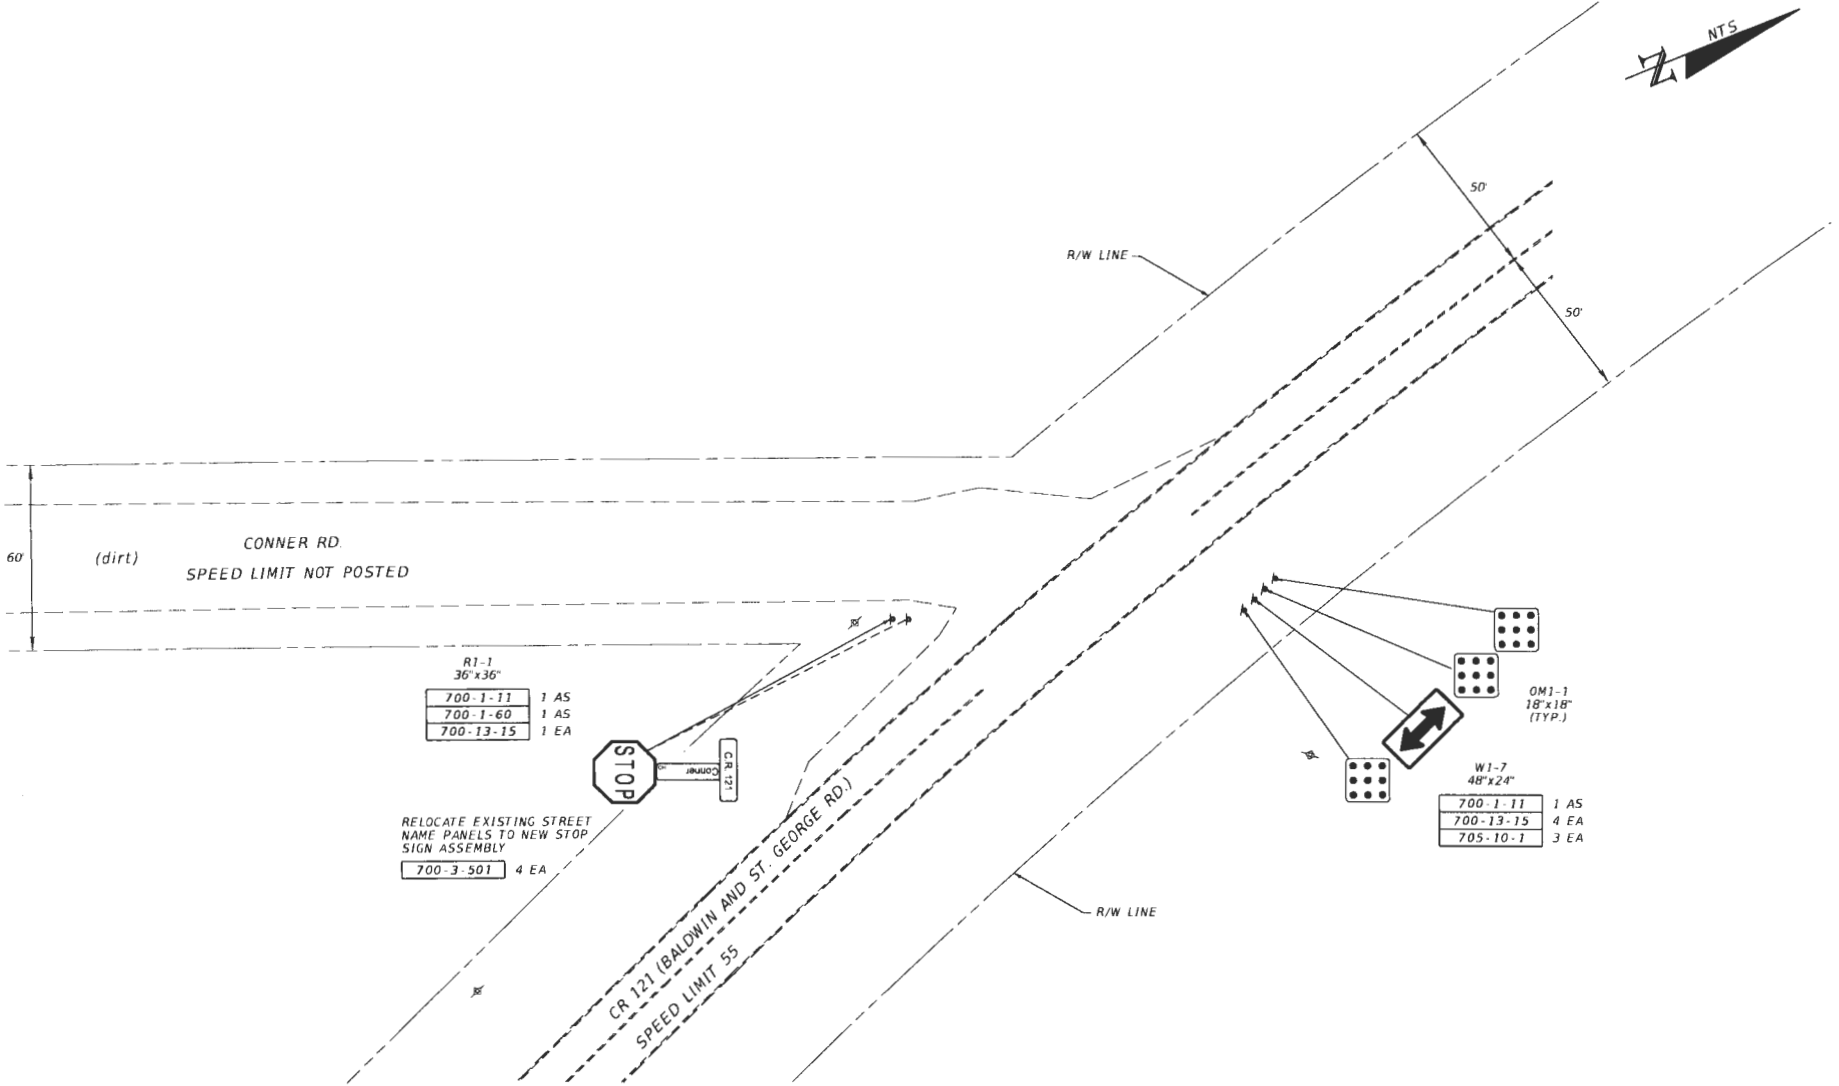 NTS
N
50'
R/W LINE
50'
60'
(dirt)
CONNER RD.
SPEED LIMIT NOT POSTED
R1-1
36"x36"
700-1-11 1 AS
700-1-60 1 AS
700-13-15 1 EA
STOP
Conner
C.R. 121
RELOCATE EXISTING STREET
NAME PANELS TO NEW STOP
SIGN ASSEMBLY
700-3-501 4 EA
OM1-1
18"x18"
(TYP.)
W1-7
48"x24"
700-1-11 1 AS
700-13-15 4 EA
705-10-1 3 EA
CR 121 (BALDWIN AND ST. GEORGE RD.)
SPEED LIMIT 55
R/W LINE